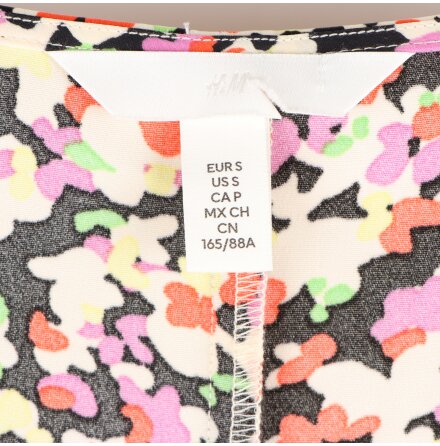 H&M
EUR S
US S
CA P
MX CH
CN
165/88A